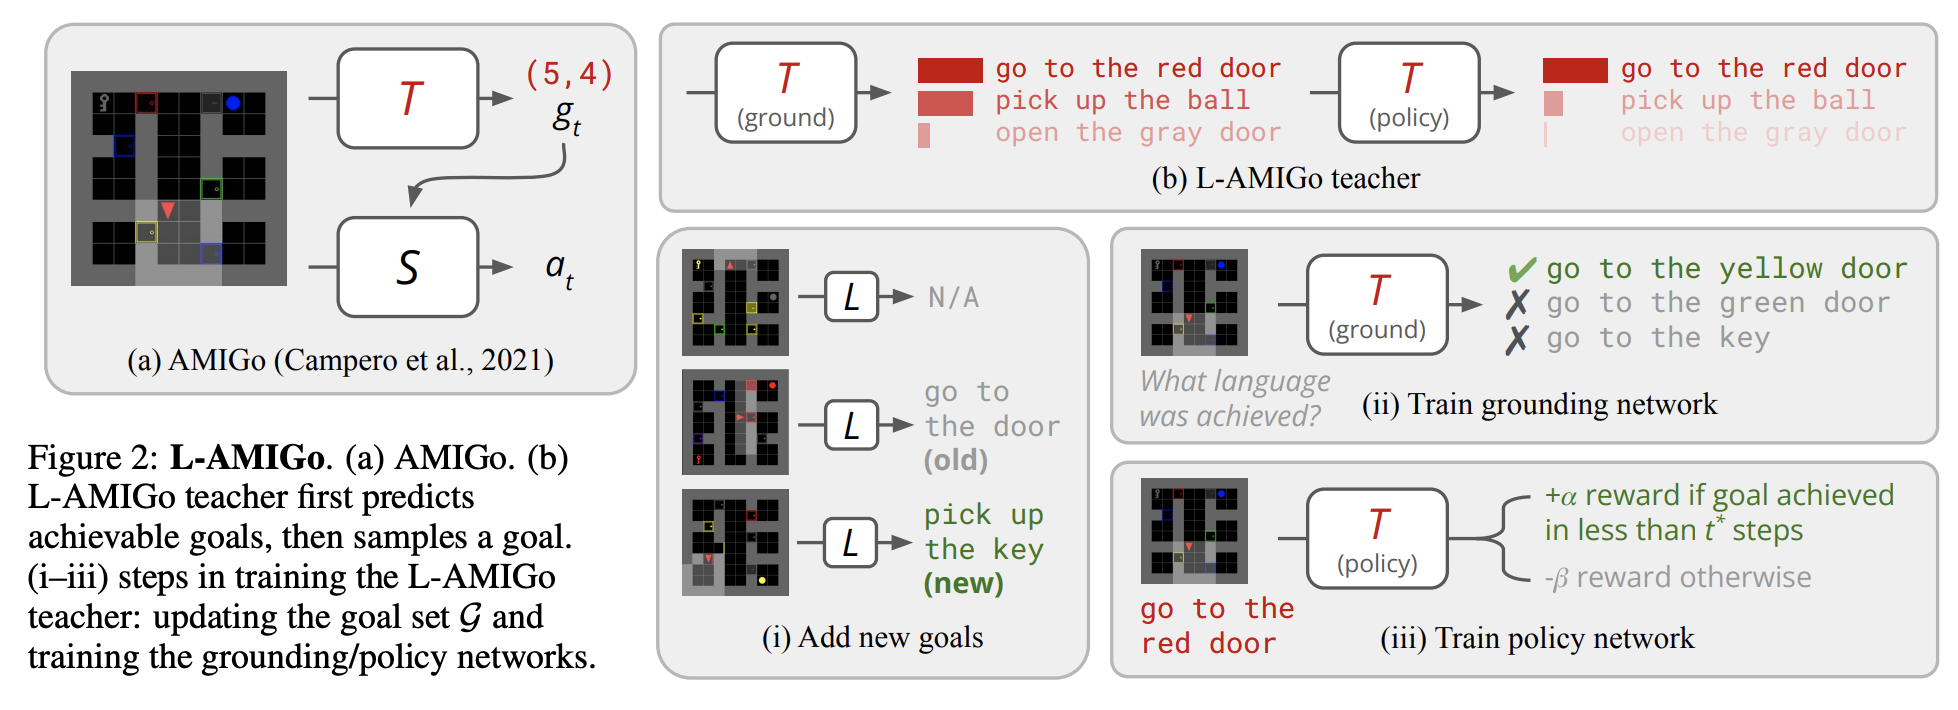 T
(5,4)
g_t
S
a_t
(a) AMIGo (Campero et al., 2021)
T
(ground)
go to the red door
pick up the ball
open the gray door
T
(policy)
go to the red door
pick up the ball
open the gray door
(b) L-AMIGo teacher
L
N/A
L
go to
the door
(old)
L
pick up
the key
(new)
(i) Add new goals
What language
was achieved?
T
(ground)
✔ go to the yellow door
✗ go to the green door
✗ go to the key
(ii) Train grounding network
go to the
red door
T
(policy)
+α reward if goal achieved
in less than t* steps
-β reward otherwise
(iii) Train policy network
Figure 2: L-AMIGo. (a) AMIGo. (b)
L-AMIGo teacher first predicts
achievable goals, then samples a goal.
(i–iii) steps in training the L-AMIGo
teacher: updating the goal set 𝒢 and
training the grounding/policy networks.